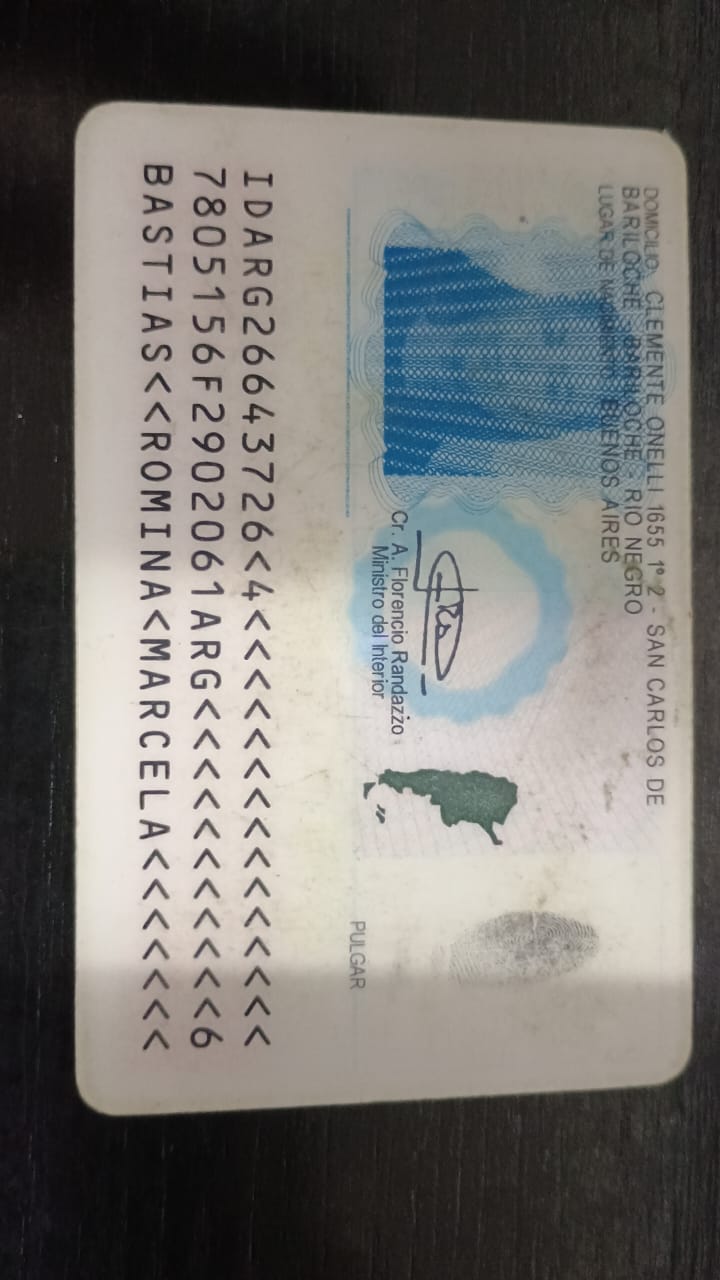 DOMICILIO: CLEMENTE ONELLI 1655 1° 2 - SAN CARLOS DE
BARILOCHE - BARILOCHE - RIO NEGRO
LUGAR DE NACIMIENTO: BUENOS AIRES
Cr. A. Florencio Randazzo
Ministro del Interior
PULGAR
IDARG26643726<4<<<<<<<<<<<<<<<
7805156F2902061ARG<<<<<<<<<<<6
BASTIAS<<ROMINA<MARCELA<<<<<<<